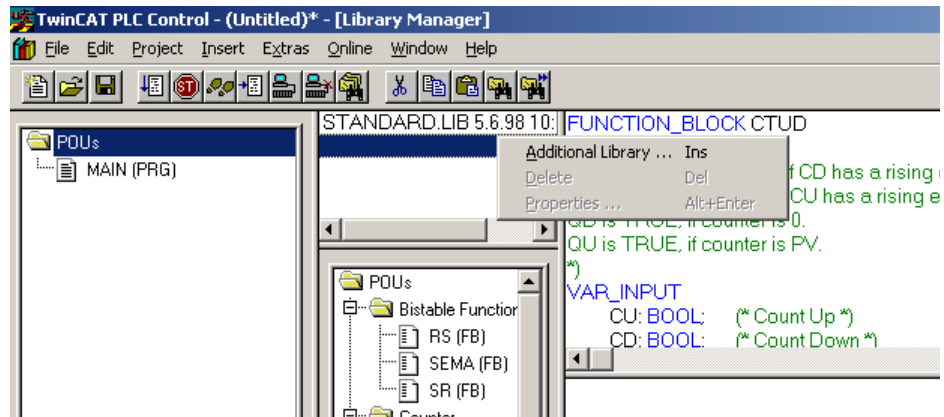 TwinCAT PLC Control - (Untitled)* - [Library Manager]
File Edit Project Insert Extras Online Window Help
ST
POUs
MAIN (PRG)
STANDARD.LIB 5.6.98 10:
FUNCTION_BLOCK CTUD
Additional Library ... Ins
Delete Del
Properties ... Alt+Enter
CD has a rising
CU has a rising e
QD is TRUE, if counter is 0.
QU is TRUE, if counter is PV.
*)
VAR_INPUT
CU: BOOL; (* Count Up *)
CD: BOOL; (* Count Down *)
POUs
Bistable Function
RS (FB)
SEMA (FB)
SR (FB)
Counter